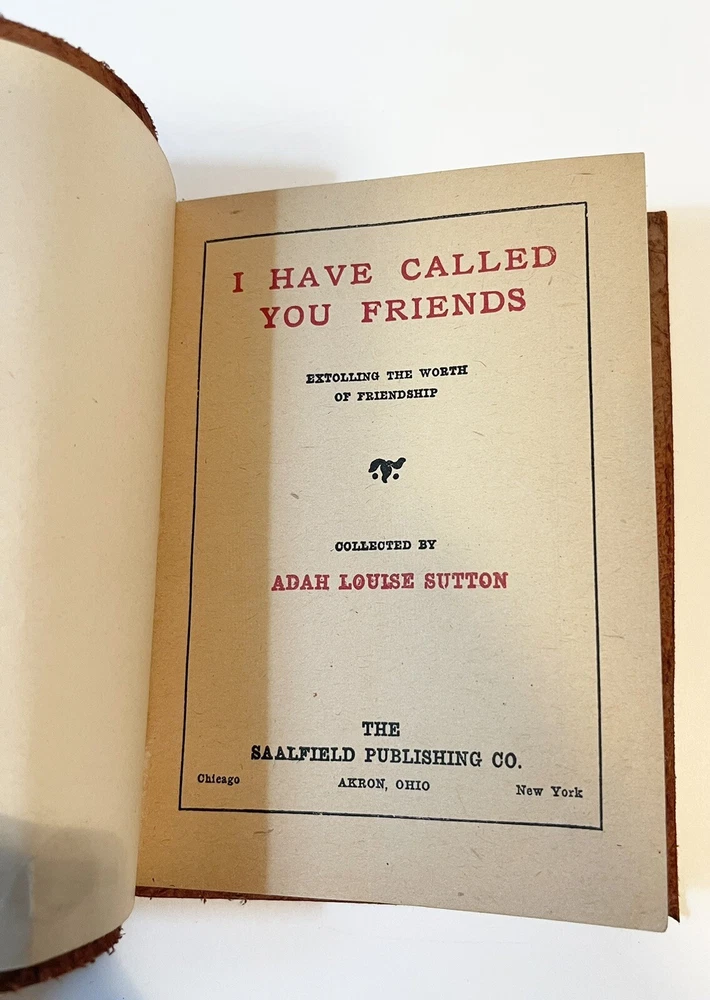 I HAVE CALLED
YOU FRIENDS
EXTOLLING THE WORTH
OF FRIENDSHIP
COLLECTED BY
ADAH LOUISE SUTTON
THE
SAALFIELD PUBLISHING CO.
Chicago AKRON, OHIO New York